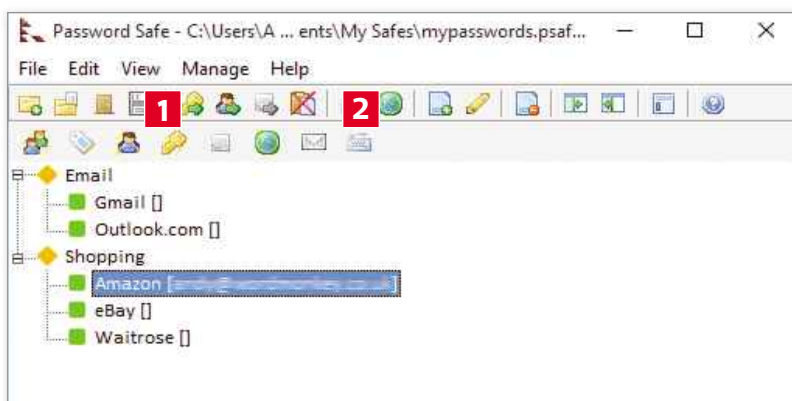 Password Safe - C:\Users\A ... ents\My Safes\mypasswords.psaf...
File Edit View Manage Help
1 2
Email
Gmail []
Outlook.com []
Shopping
Amazon [ ]
eBay []
Waitrose []